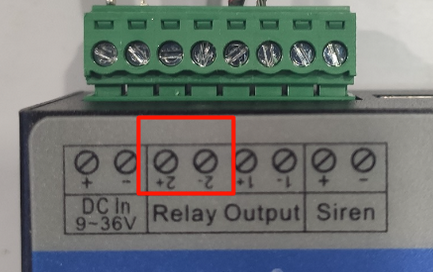 + - 2+ 2- 1+ 1- + -
DC In Relay Output Siren
9~36V